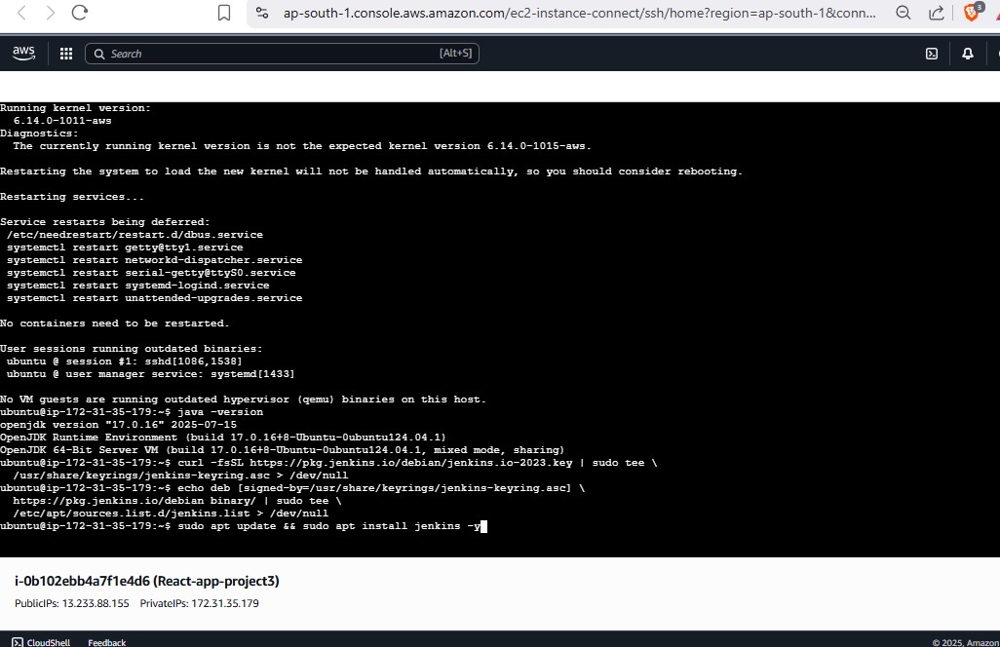 ap-south-1.console.aws.amazon.com/ec2-instance-connect/ssh/home?region=ap-south-1&conn...
3
aws
Search
[Alt+S]
Running kernel version:
  6.14.0-1011-aws
Diagnostics:
  The currently running kernel version is not the expected kernel version 6.14.0-1015-aws.
Restarting the system to load the new kernel will not be handled automatically, so you should consider rebooting.
Restarting services...
Service restarts being deferred:
 /etc/needrestart/restart.d/dbus.service
 systemctl restart getty@tty1.service
 systemctl restart networkd-dispatcher.service
 systemctl restart serial-getty@ttyS0.service
 systemctl restart systemd-logind.service
 systemctl restart unattended-upgrades.service
No containers need to be restarted.
User sessions running outdated binaries:
 ubuntu @ session #1: sshd[1086,1538]
 ubuntu @ user manager service: systemd[1433]
No VM guests are running outdated hypervisor (qemu) binaries on this host.
ubuntu@ip-172-31-35-179:~$ java -version
openjdk version "17.0.16" 2025-07-15
OpenJDK Runtime Environment (build 17.0.16+8-Ubuntu-0ubuntu124.04.1)
OpenJDK 64-Bit Server VM (build 17.0.16+8-Ubuntu-0ubuntu124.04.1, mixed mode, sharing)
ubuntu@ip-172-31-35-179:~$ curl -fsSL https://pkg.jenkins.io/debian/jenkins.io-2023.key | sudo tee \
  /usr/share/keyrings/jenkins-keyring.asc > /dev/null
ubuntu@ip-172-31-35-179:~$ echo deb [signed-by=/usr/share/keyrings/jenkins-keyring.asc] \
  https://pkg.jenkins.io/debian binary/ | sudo tee \
  /etc/apt/sources.list.d/jenkins.list > /dev/null
ubuntu@ip-172-31-35-179:~$ sudo apt update && sudo apt install jenkins -y
i-0b102ebb4a7f1e4d6 (React-app-project3)
PublicIPs: 13.233.88.155 PrivateIPs: 172.31.35.179
CloudShell Feedback © 2025, Amazon